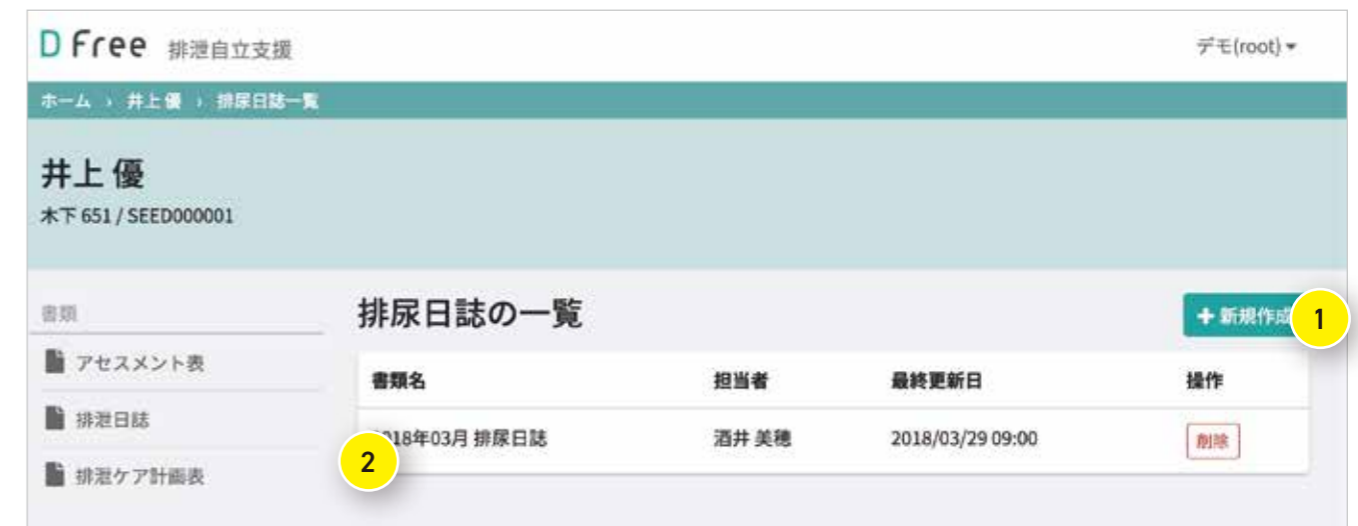 D Free 排泄自立支援
デモ(root)
ホーム › 井上優 › 排尿日誌一覧
井上 優
木下 651 / SEED000001
書類
アセスメント表
排泄日誌
排泄ケア計画表
排尿日誌の一覧
+ 新規作成
1
書類名 担当者 最終更新日 操作
018年03月 排尿日誌 酒井 美穂 2018/03/29 09:00 削除
2